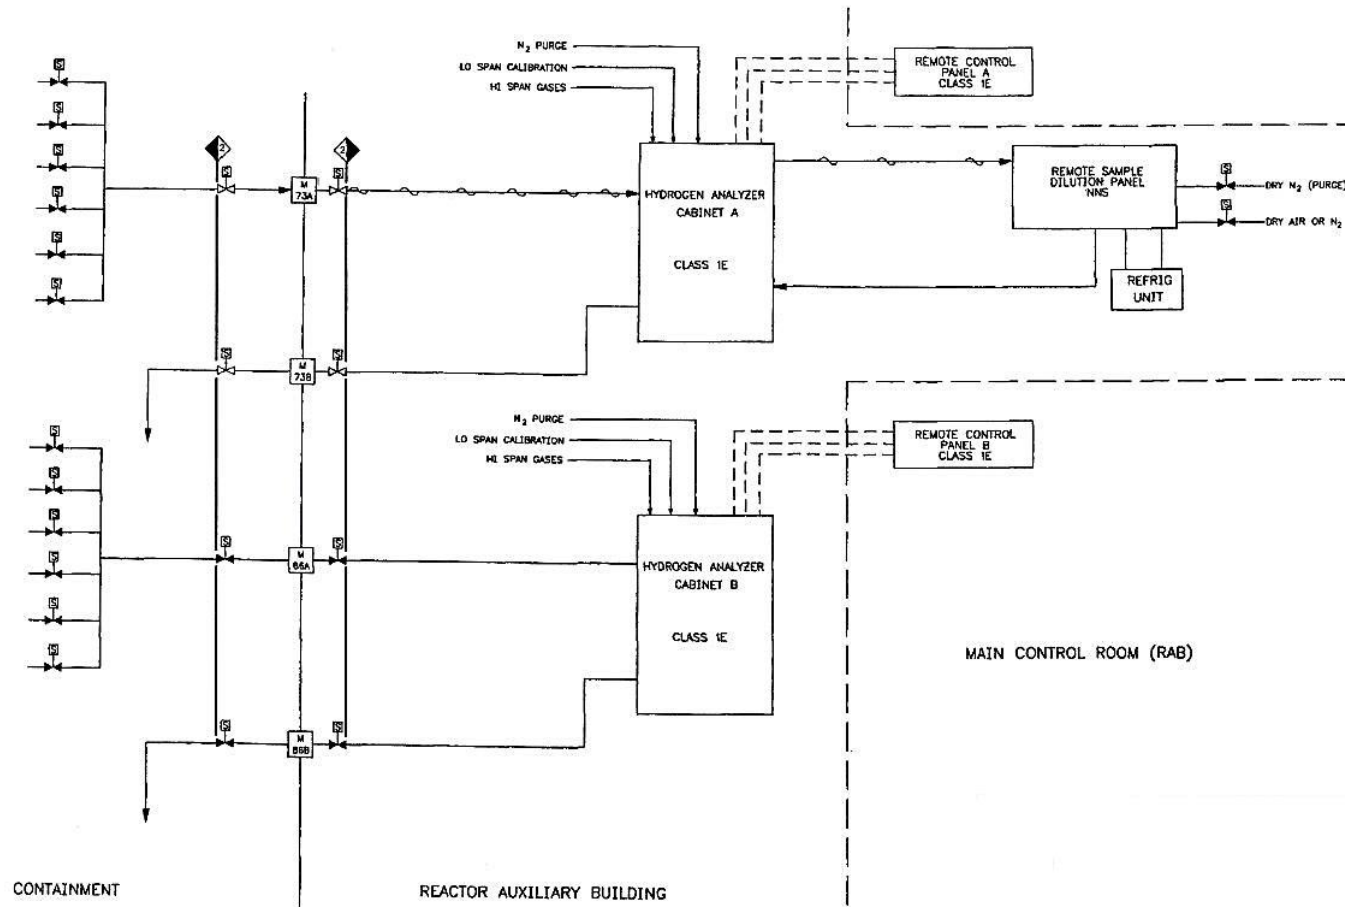 N₂ PURGE
LO SPAN CALIBRATION
HI SPAN GASES
REMOTE CONTROL
PANEL A
CLASS 1E
S
S
S
S
S
S
2
2
S
S
M
73A
HYDROGEN ANALYZER
CABINET A
CLASS 1E
REMOTE SAMPLE
DILUTION PANEL
NNS
S
DRY N₂ (PURGE)
S
DRY AIR OR N₂
REFRIG
UNIT
S
S
M
73B
N₂ PURGE
LO SPAN CALIBRATION
HI SPAN GASES
REMOTE CONTROL
PANEL B
CLASS 1E
S
S
S
S
S
S
S
S
M
86A
HYDROGEN ANALYZER
CABINET B
CLASS 1E
MAIN CONTROL ROOM (RAB)
S
S
M
86B
CONTAINMENT
REACTOR AUXILIARY BUILDING